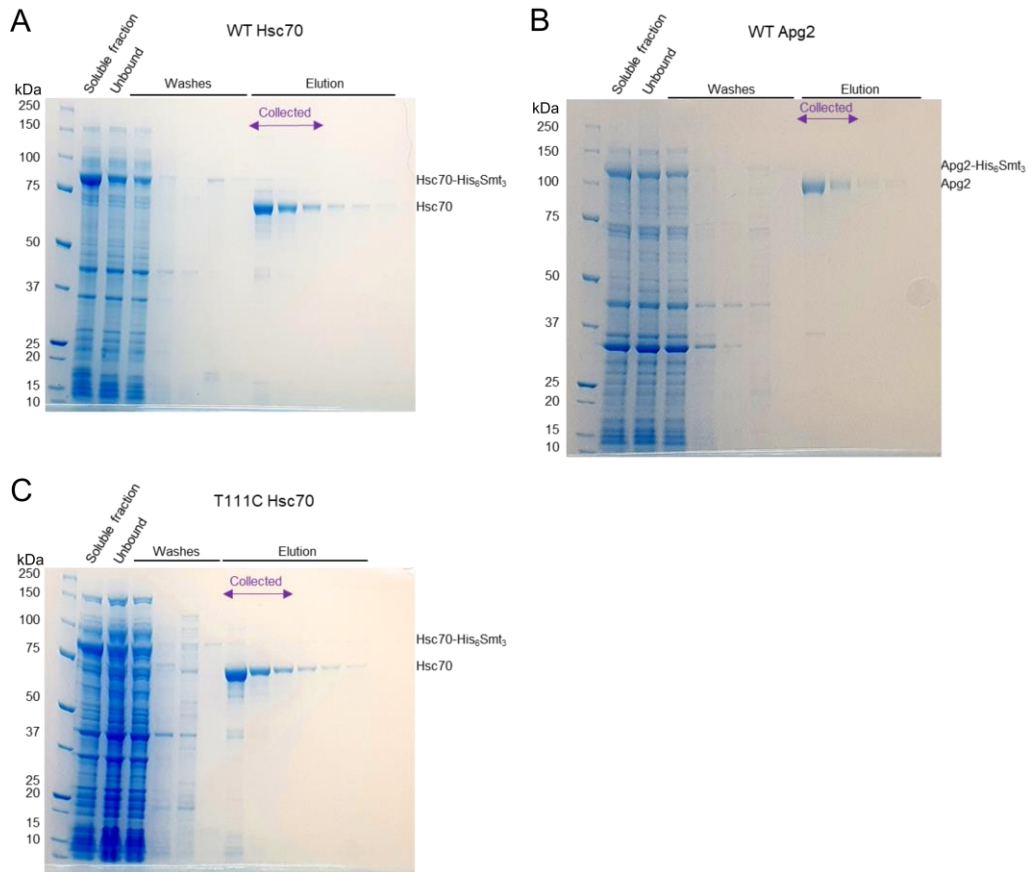 A
WT Hsc70
Soluble fraction
Unbound
Washes
Elution
kDa
Collected
250
150
100
75
50
37
25
20
15
10
Hsc70-His₆Smt₃
Hsc70
B
WT Apg2
Soluble fraction
Unbound
Washes
Elution
kDa
Collected
250
150
100
75
50
37
25
20
15
10
Apg2-His₆Smt₃
Apg2
C
T111C Hsc70
Soluble fraction
Unbound
Washes
Elution
kDa
Collected
250
150
100
75
50
37
25
20
15
10
Hsc70-His₆Smt₃
Hsc70